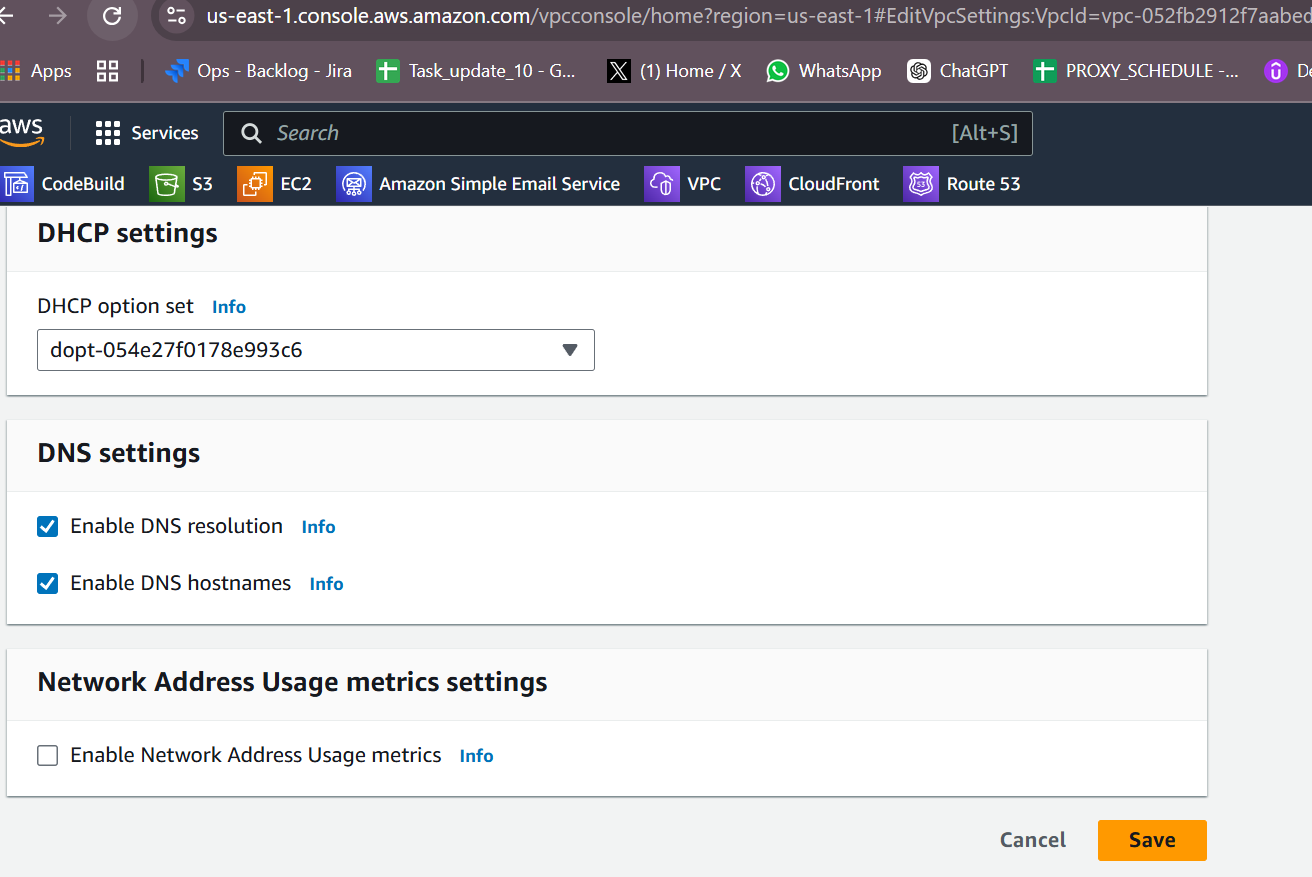 us-east-1.console.aws.amazon.com/vpcconsole/home?region=us-east-1#EditVpcSettings:VpcId=vpc-052fb2912f7aabed
Apps Ops - Backlog - Jira Task_update_10 - G... (1) Home / X WhatsApp ChatGPT PROXY_SCHEDULE -... De
aws Services Search [Alt+S]
CodeBuild S3 EC2 Amazon Simple Email Service VPC CloudFront Route 53
DHCP settings
DHCP option set Info
dopt-054e27f0178e993c6
DNS settings
Enable DNS resolution Info
Enable DNS hostnames Info
Network Address Usage metrics settings
Enable Network Address Usage metrics Info
Cancel Save